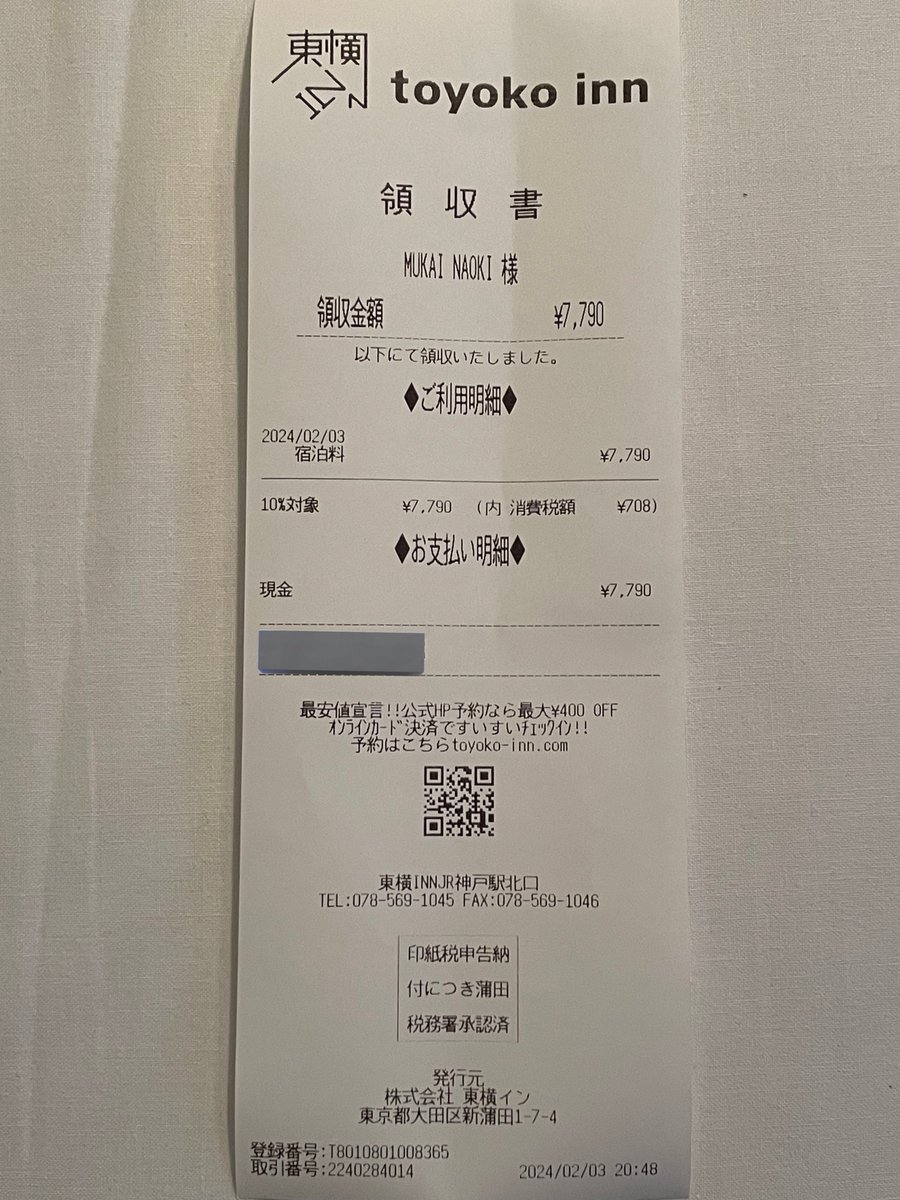 東横INN toyoko inn
領収書
MUKAI NAOKI 様
領収金額 ¥7,790
以下にて領収いたしました。
♦ご利用明細♦
2024/02/03
宿泊料 ¥7,790
10%対象 ¥7,790 (内 消費税額 ¥708)
♦お支払い明細♦
現金 ¥7,790
最安値宣言!!公式HP予約なら最大¥400 OFF
ｵﾝﾗｲﾝｶｰﾄﾞ決済ですいすいﾁｪｯｸｲﾝ!!
予約はこちらtoyoko-inn.com
東横INNJR神戸駅北口
TEL:078-569-1045 FAX:078-569-1046
印紙税申告納
付につき蒲田
税務署承認済
発行元
株式会社 東横イン
東京都大田区新蒲田1-7-4
登録番号:T8010801008365
取引番号:2240284014 2024/02/03 20:48